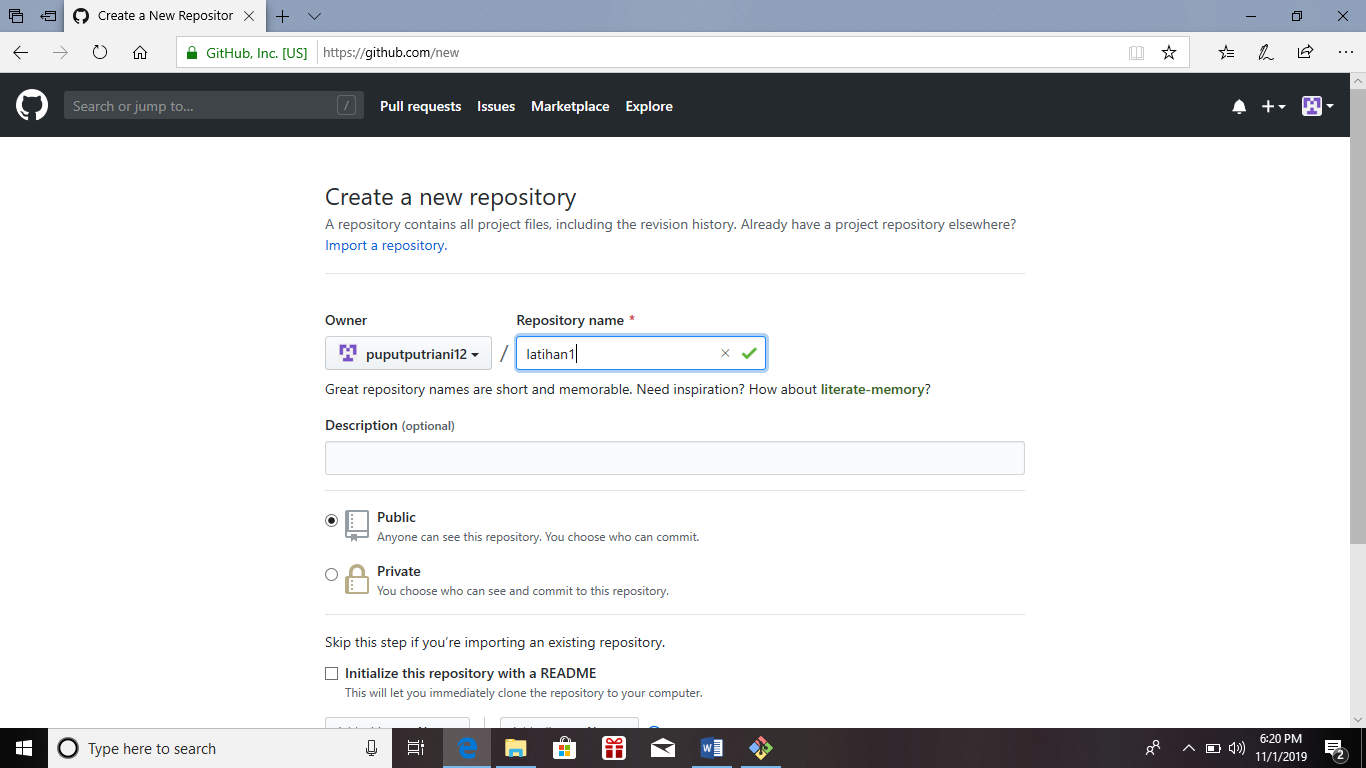 Create a New Repositor
GitHub, Inc. [US]
https://github.com/new
Search or jump to...
/
Pull requests
Issues
Marketplace
Explore
Create a new repository
A repository contains all project files, including the revision history. Already have a project repository elsewhere?
Import a repository.
Owner
Repository name *
puputputriani12
/
latihan1
Great repository names are short and memorable. Need inspiration? How about literate-memory?
Description (optional)
Public
Anyone can see this repository. You choose who can commit.
Private
You choose who can see and commit to this repository.
Skip this step if you’re importing an existing repository.
Initialize this repository with a README
This will let you immediately clone the repository to your computer.
Type here to search
6:20 PM
11/1/2019
2